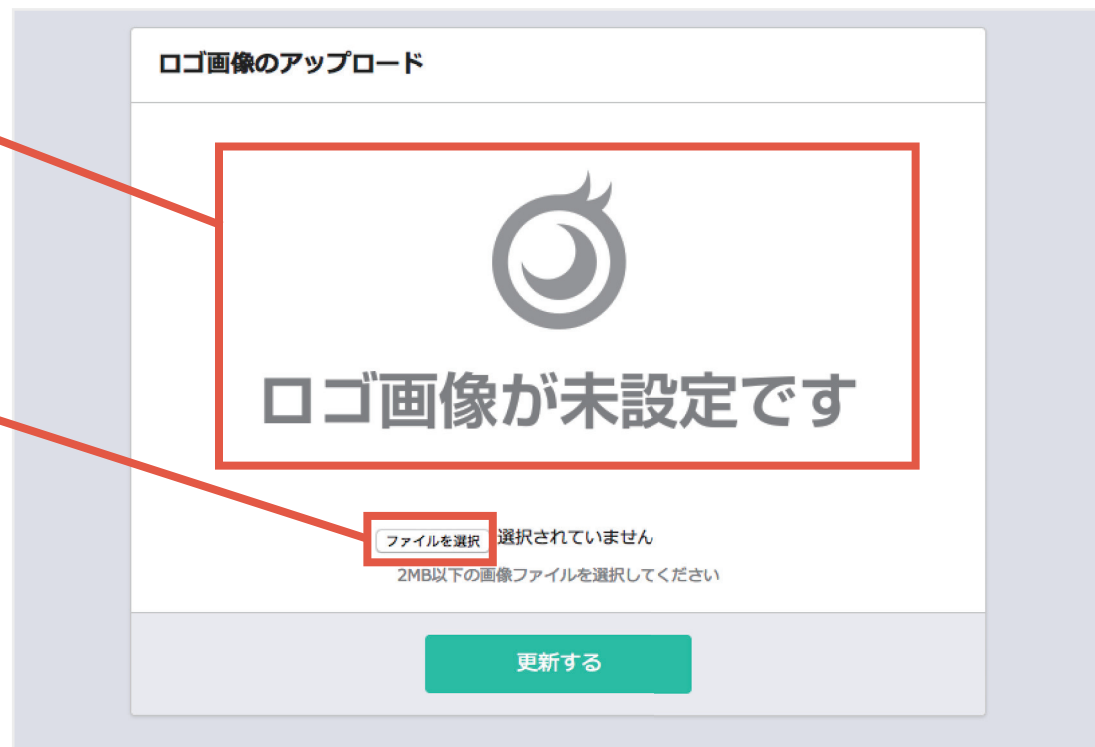 ロゴ画像のアップロード
ロゴ画像が未設定です
ファイルを選択 選択されていません
2MB以下の画像ファイルを選択してください
更新する